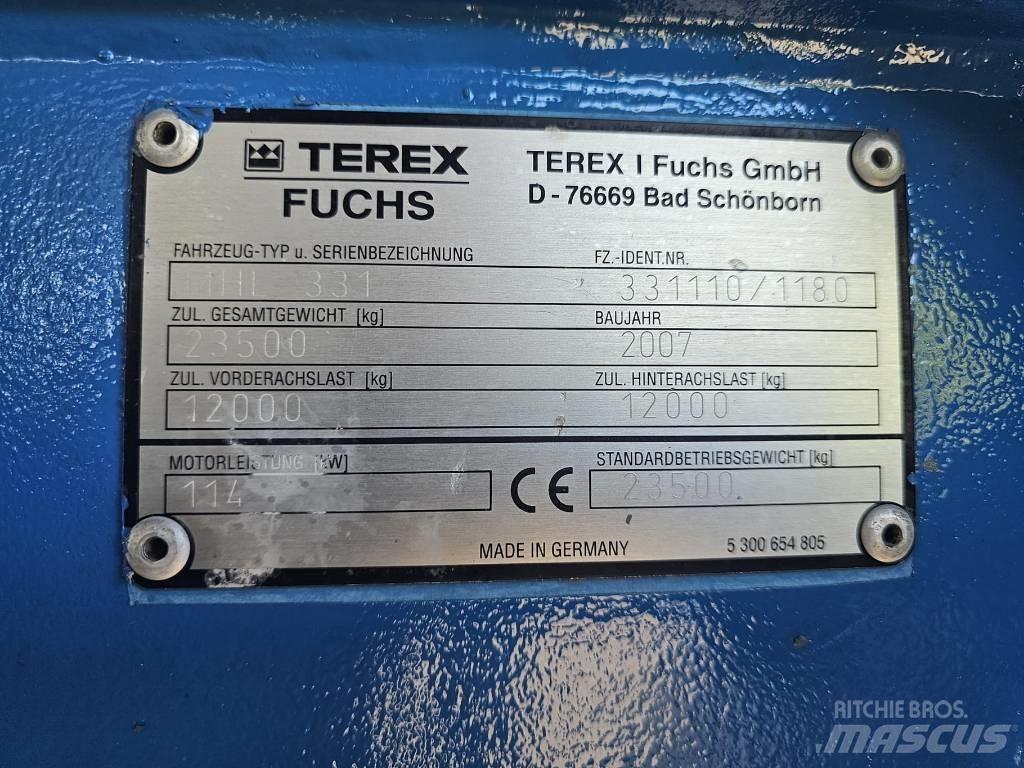 TEREX
FUCHS
TEREX I Fuchs GmbH
D - 76669 Bad Schönborn
FAHRZEUG-TYP u. SERIENBEZEICHNUNG
FZ.-IDENT.NR.
MHL 331
331110/1180
ZUL. GESAMTGEWICHT [kg]
BAUJAHR
23500
2007
ZUL. VORDERACHSLAST [kg]
ZUL. HINTERACHSLAST [kg]
12000
12000
MOTORLEISTUNG [kW]
STANDARDBETRIEBSGEWICHT [kg]
114
CE
23500
MADE IN GERMANY
5 300 654 805
RITCHIE BROS.
MASCUS